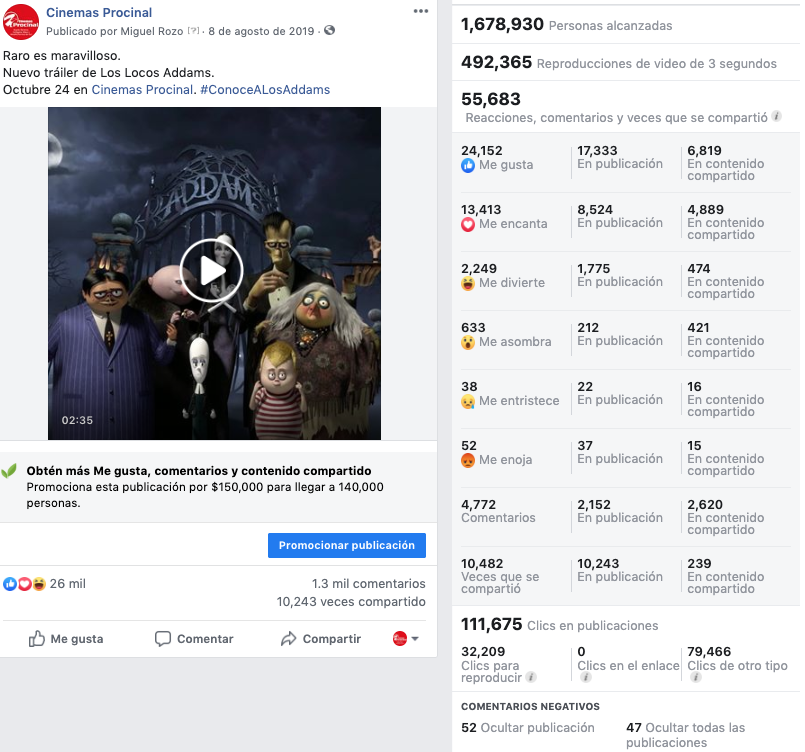 Cinemas Procinal
Publicado por Miguel Rozo [?] · 8 de agosto de 2019 ·
Raro es maravilloso.
Nuevo tráiler de Los Locos Addams.
Octubre 24 en Cinemas Procinal. #ConoceALosAddams
ADDAMS
02:35
Obtén más Me gusta, comentarios y contenido compartido
Promociona esta publicación por $150,000 para llegar a 140,000
personas.
Promocionar publicación
26 mil
1.3 mil comentarios
10,243 veces compartido
Me gusta
Comentar
Compartir
1,678,930 Personas alcanzadas
492,365 Reproducciones de video de 3 segundos
55,683
Reacciones, comentarios y veces que se compartió
24,152
Me gusta
17,333
En publicación
6,819
En contenido
compartido
13,413
Me encanta
8,524
En publicación
4,889
En contenido
compartido
2,249
Me divierte
1,775
En publicación
474
En contenido
compartido
633
Me asombra
212
En publicación
421
En contenido
compartido
38
Me entristece
22
En publicación
16
En contenido
compartido
52
Me enoja
37
En publicación
15
En contenido
compartido
4,772
Comentarios
2,152
En publicación
2,620
En contenido
compartido
10,482
Veces que se
compartió
10,243
En publicación
239
En contenido
compartido
111,675 Clics en publicaciones
32,209
Clics para
reproducir
0
Clics en el enlace
79,466
Clics de otro tipo
COMENTARIOS NEGATIVOS
52 Ocultar publicación
47 Ocultar todas las
publicaciones